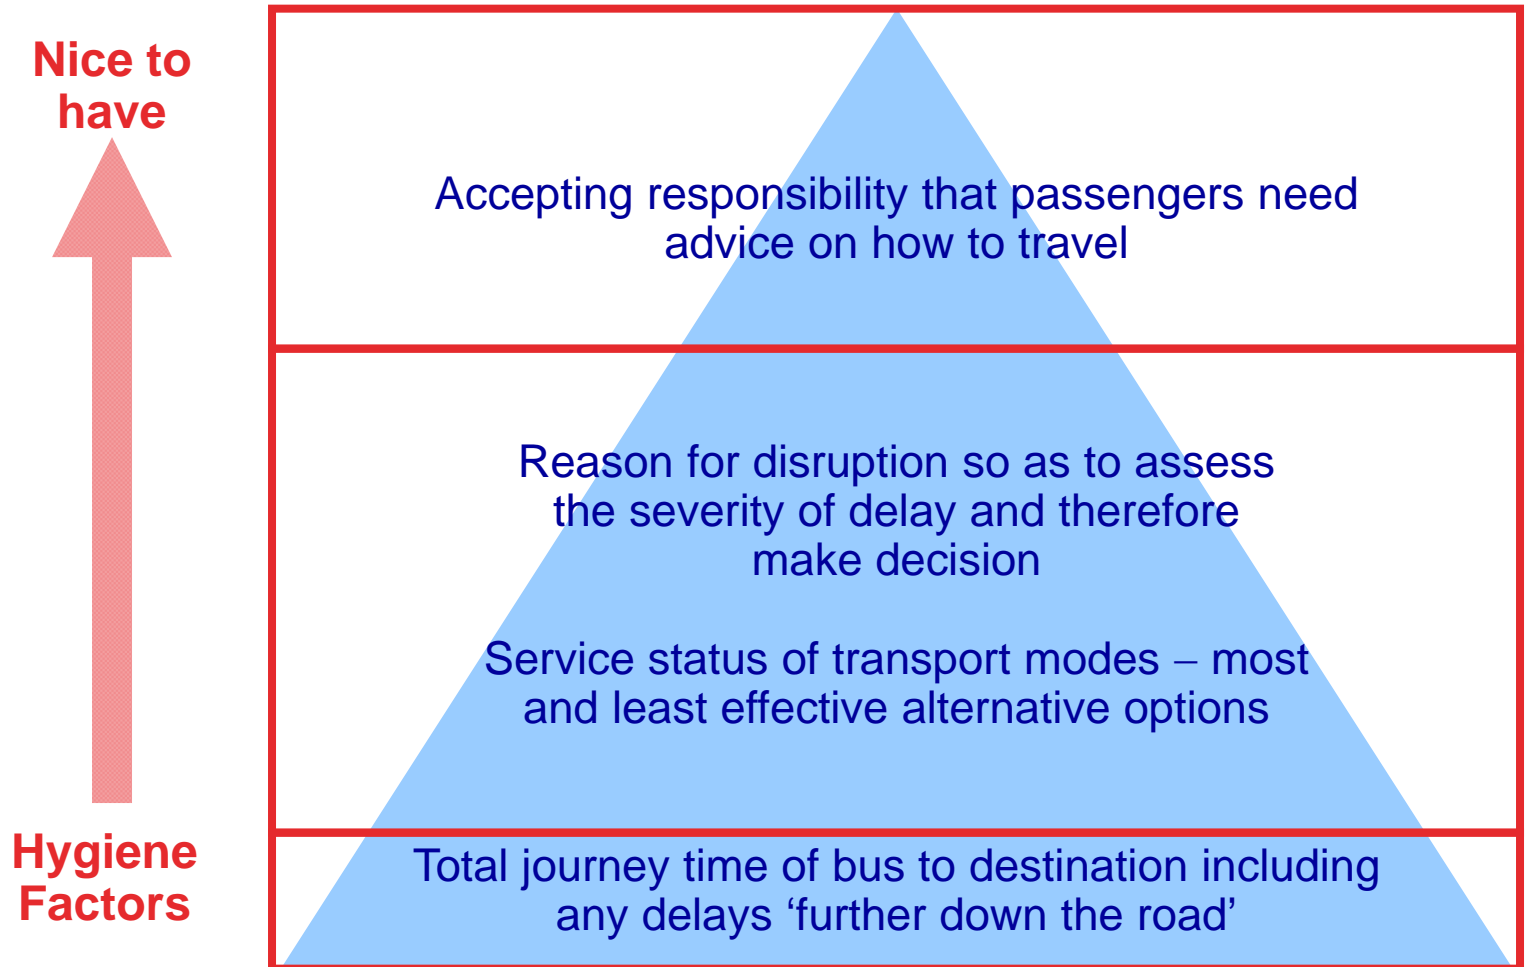 Nice to
have
Accepting responsibility that passengers need
advice on how to travel
Reason for disruption so as to assess
the severity of delay and therefore
make decision
Service status of transport modes – most
and least effective alternative options
Hygiene
Factors
Total journey time of bus to destination including
any delays ‘further down the road’